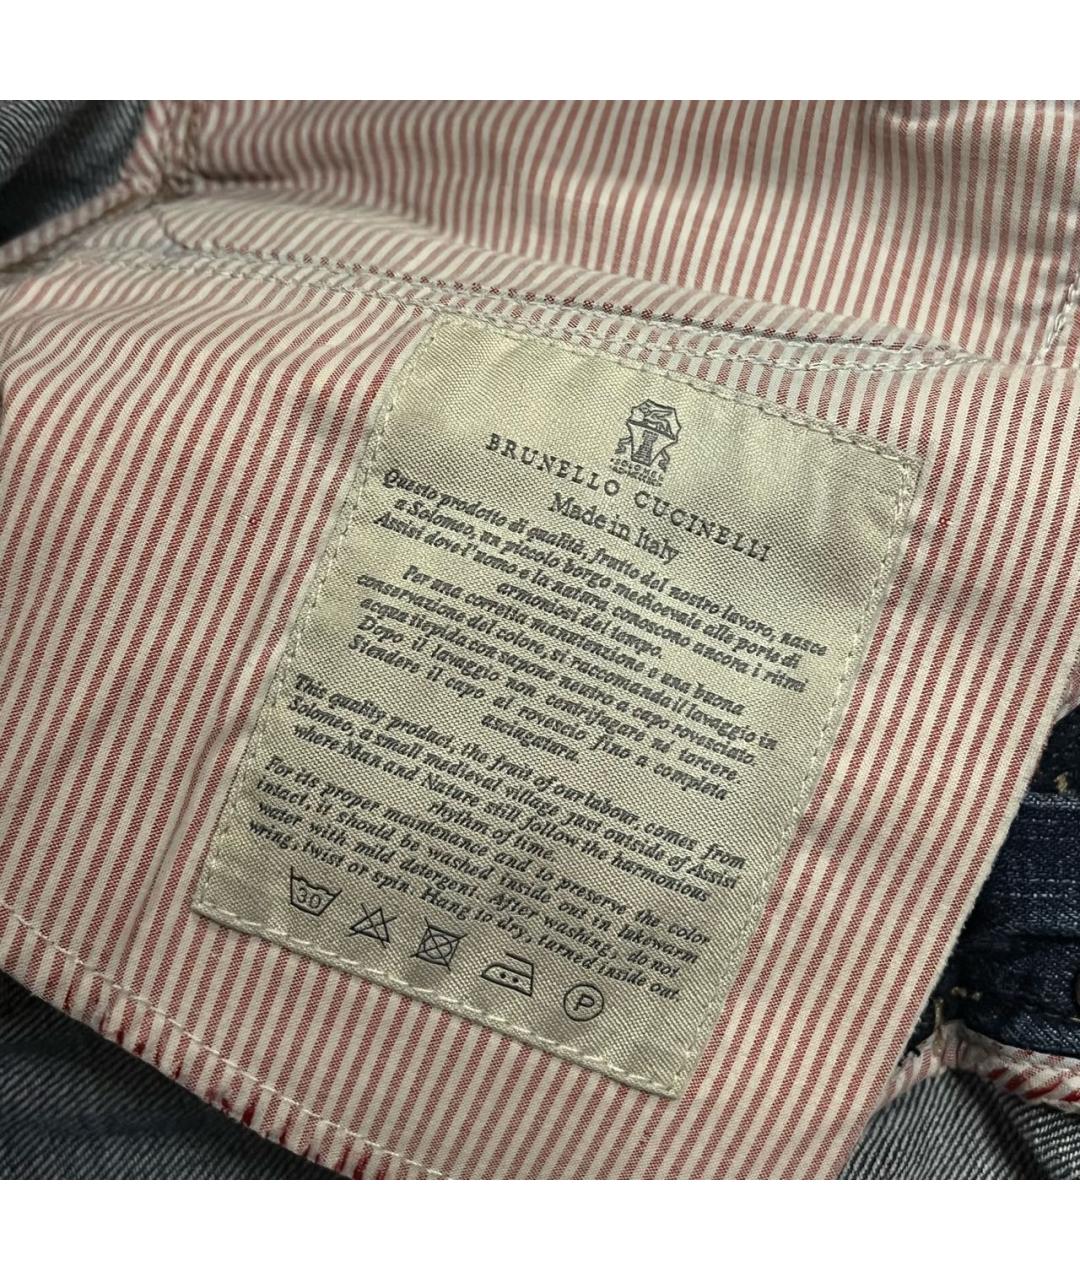 SOLOMEO
BRUNELLO CUCINELLI
Made in Italy
Questo prodotto di qualità, frutto del nostro lavoro, nasce
a Solomeo, un piccolo borgo medioevale alle porte di
Assisi dove l'uomo e la natura conoscono ancora i ritmi
armoniosi del tempo.
Per una corretta manutenzione e una buona
conservazione del colore, si raccomanda il lavaggio in
acqua tiepida con sapone neutro a capo rovesciato.
Dopo il lavaggio non centrifugare nè torcere.
Stendere il capo al rovescio fino a completa
asciugatura.
This quality product, the fruit of our labour, comes from
Solomeo, a small medieval village just outside of Assisi
where Man and Nature still follow the harmonious
rhythm of time.
For its proper maintenence and to preserve the color
intact, it should be washed inside out in lukewarm
water with mild detergent. After washing, do not
wring, twist or spin. Hang to dry, turned inside out.
30 P